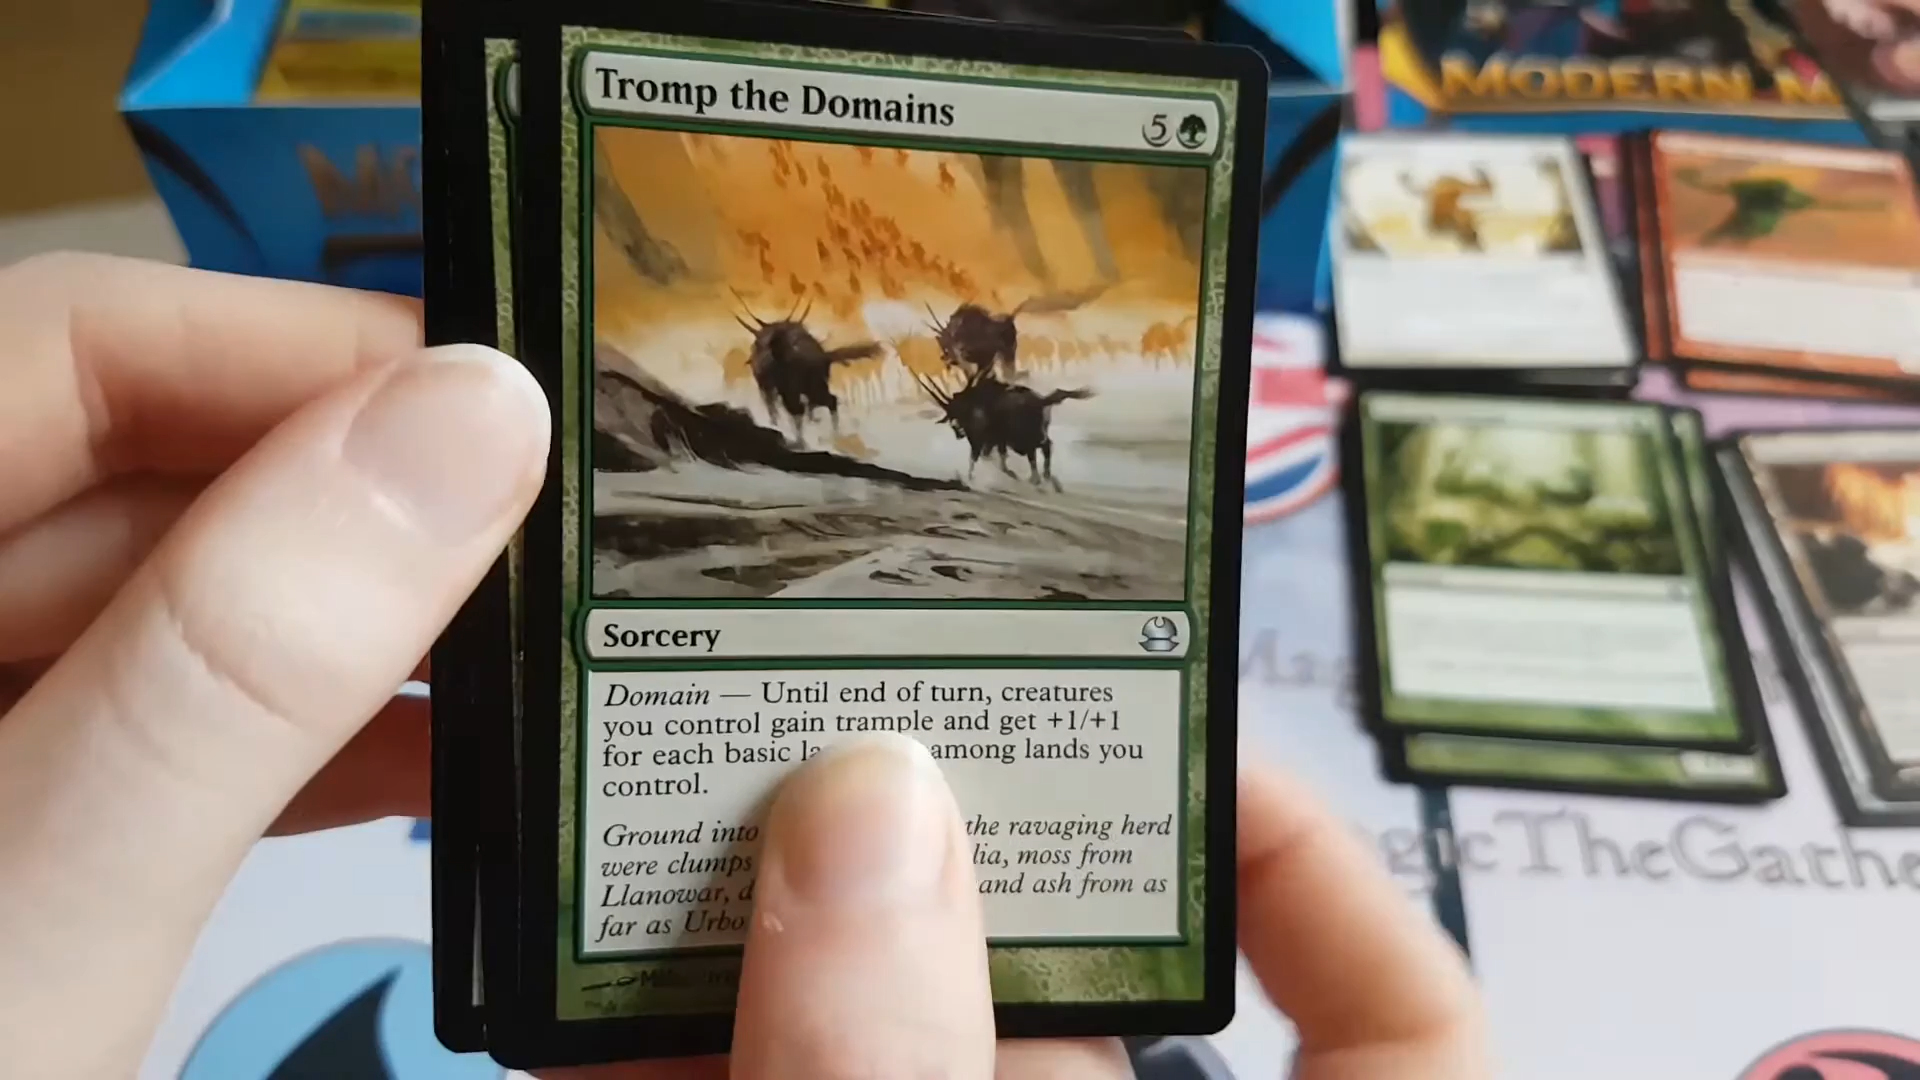 MODERN M
Tromp the Domains
5
Sorcery
Domain — Until end of turn, creatures
you control gain trample and get +1/+1
for each basic among lands you
control.
Ground into the ravaging herd
were clumps moss from
Llanowar, and ash from as
far as
TheGathe